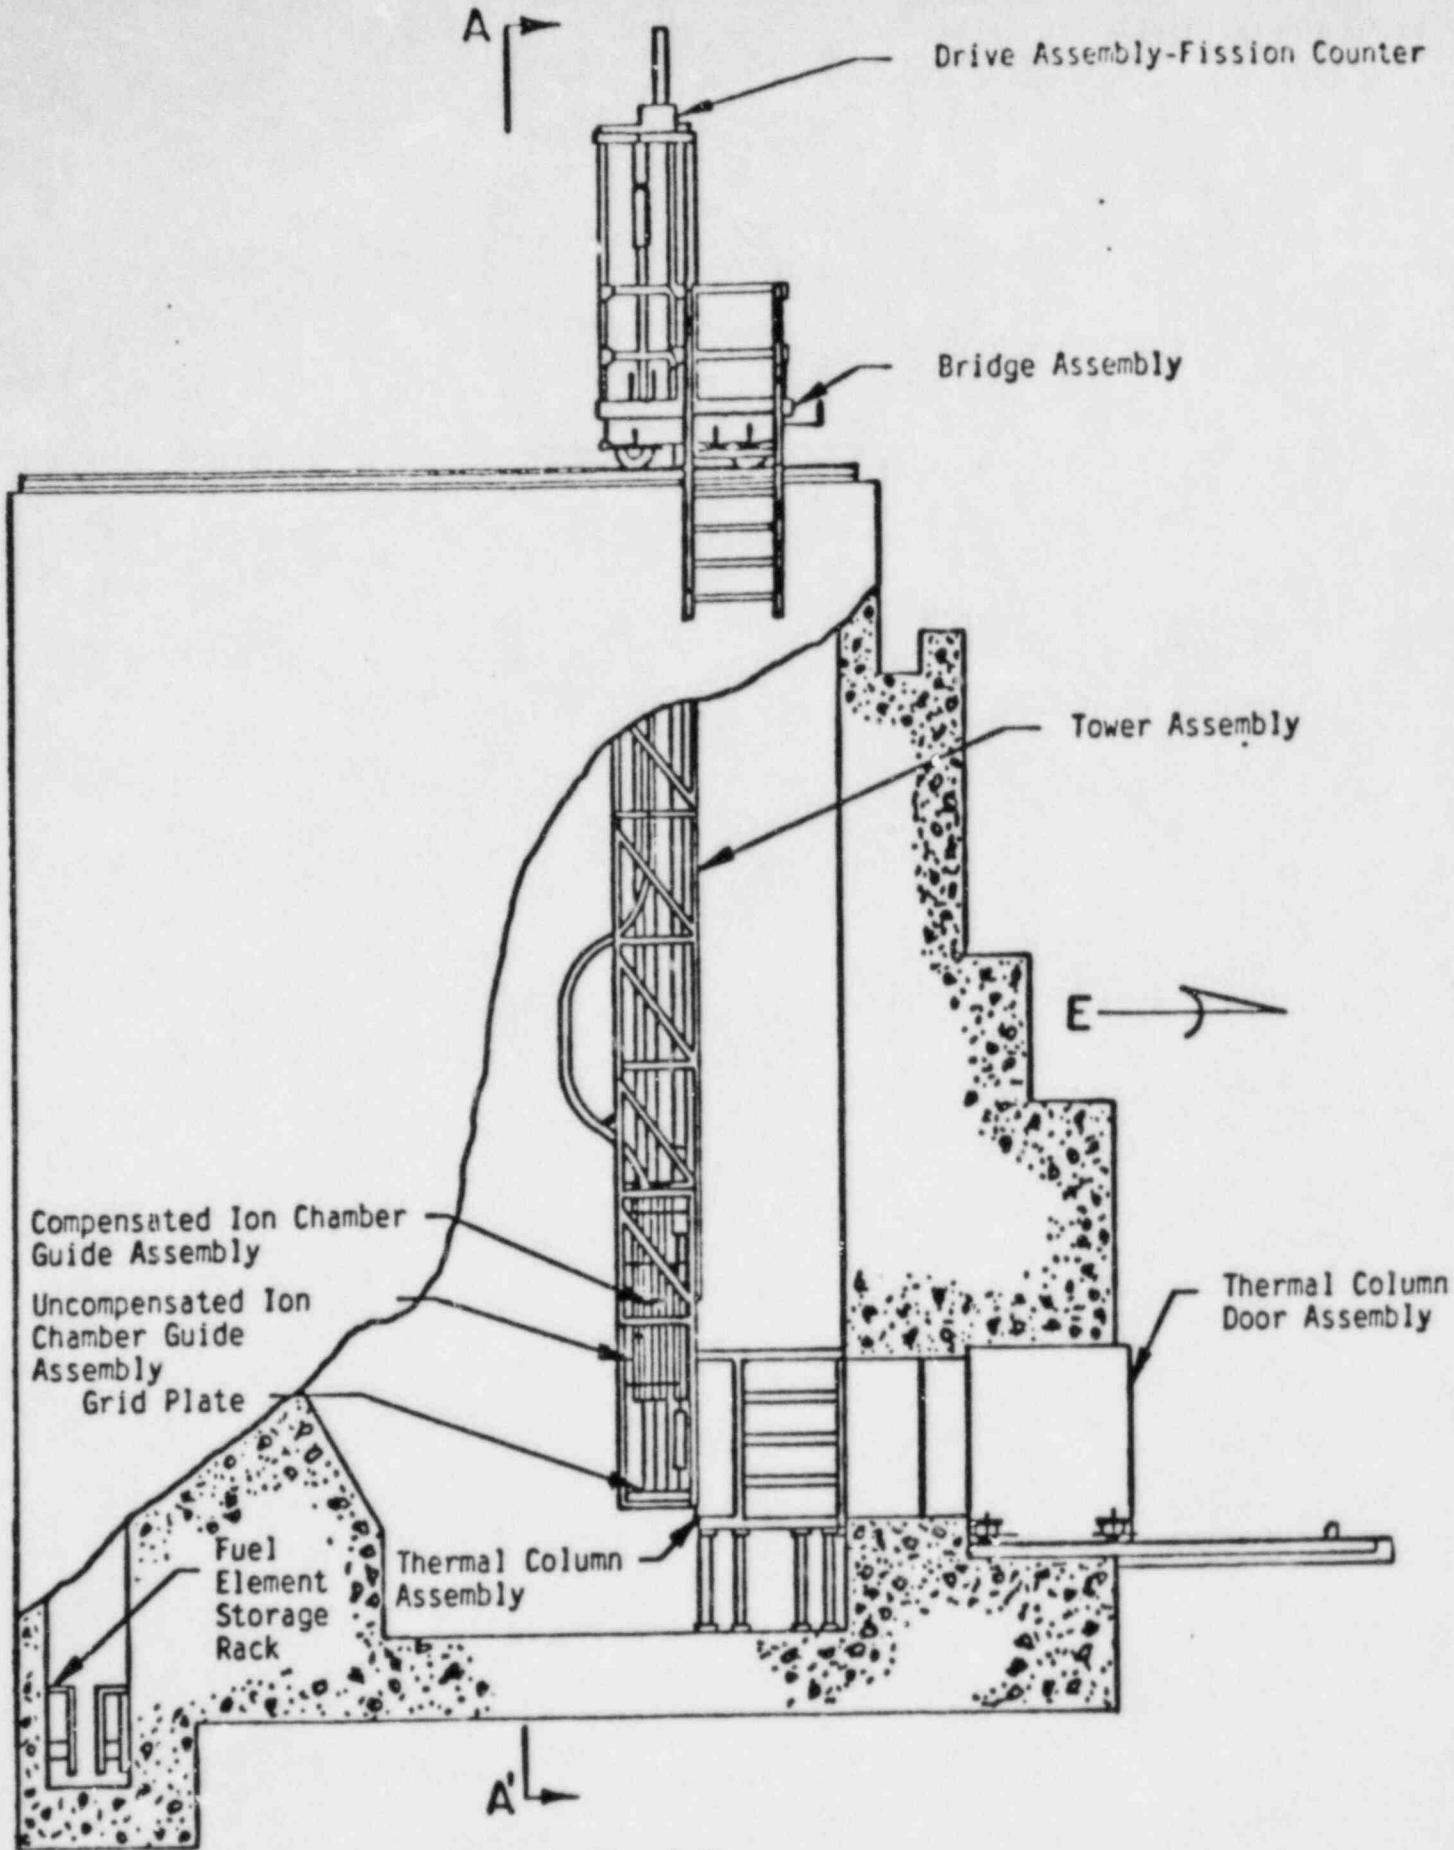 A
Drive Assembly-Fission Counter
Bridge Assembly
Tower Assembly
E
Compensated Ion Chamber
Guide Assembly
Uncompensated Ion
Chamber Guide
Assembly
Grid Plate
Thermal Column
Door Assembly
Fuel
Element
Storage
Rack
Thermal Column
Assembly
A'